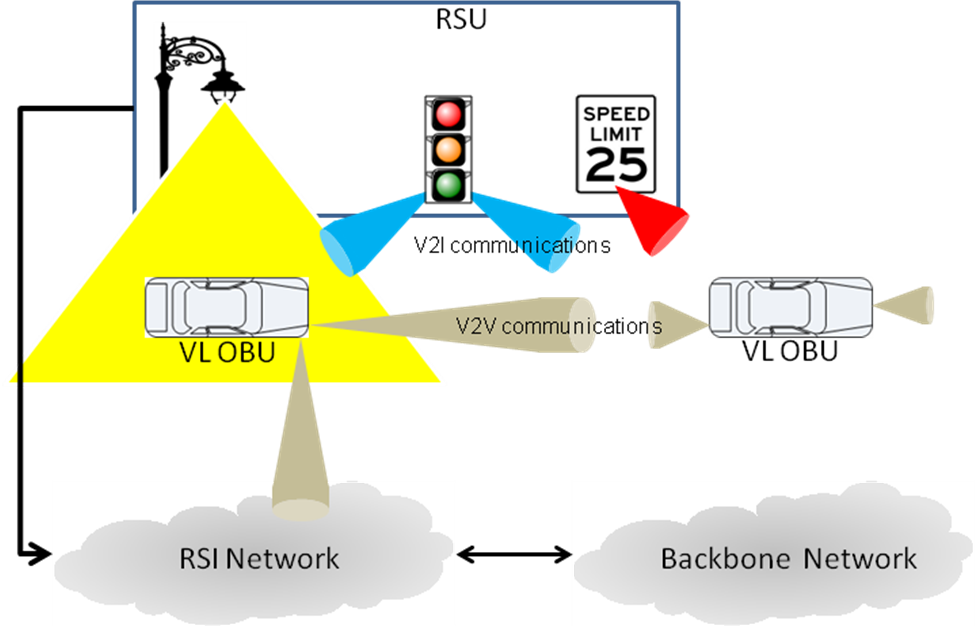 RSU
SPEED
LIMIT
25
V2I communications
V2V communications
VL OBU
VL OBU
RSI Network
Backbone Network